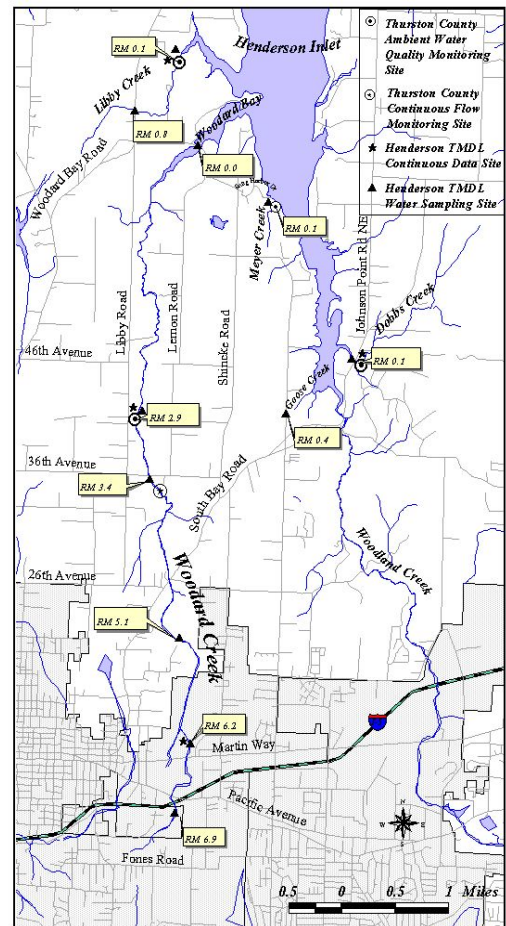 Henderson Inlet
Thurston County
Ambient Water
Quality Monitoring
Site
Thurston County
Continuous Flow
Monitoring Site
Henderson TMDL
Continuous Data Site
Henderson TMDL
Water Sampling Site
RM 0.1
Libby Creek
RM 0.8
Woodard Bay
Woodard Bay Road
RM 0.0
Meyer Creek
RM 0.1
Johnson Point Rd NE
Dobbs Creek
Libby Road
Lemon Road
Shincke Road
46th Avenue
RM 0.1
Goose Creek
RM 2.9
RM 0.4
36th Avenue
RM 3.4
South Bay Road
Woodland Creek
26th Avenue
Woodard Creek
RM 5.1
RM 6.2
Martin Way
Pacific Avenue
RM 6.9
Fones Road
N
W E
S
0.5 0 0.5 1 Miles